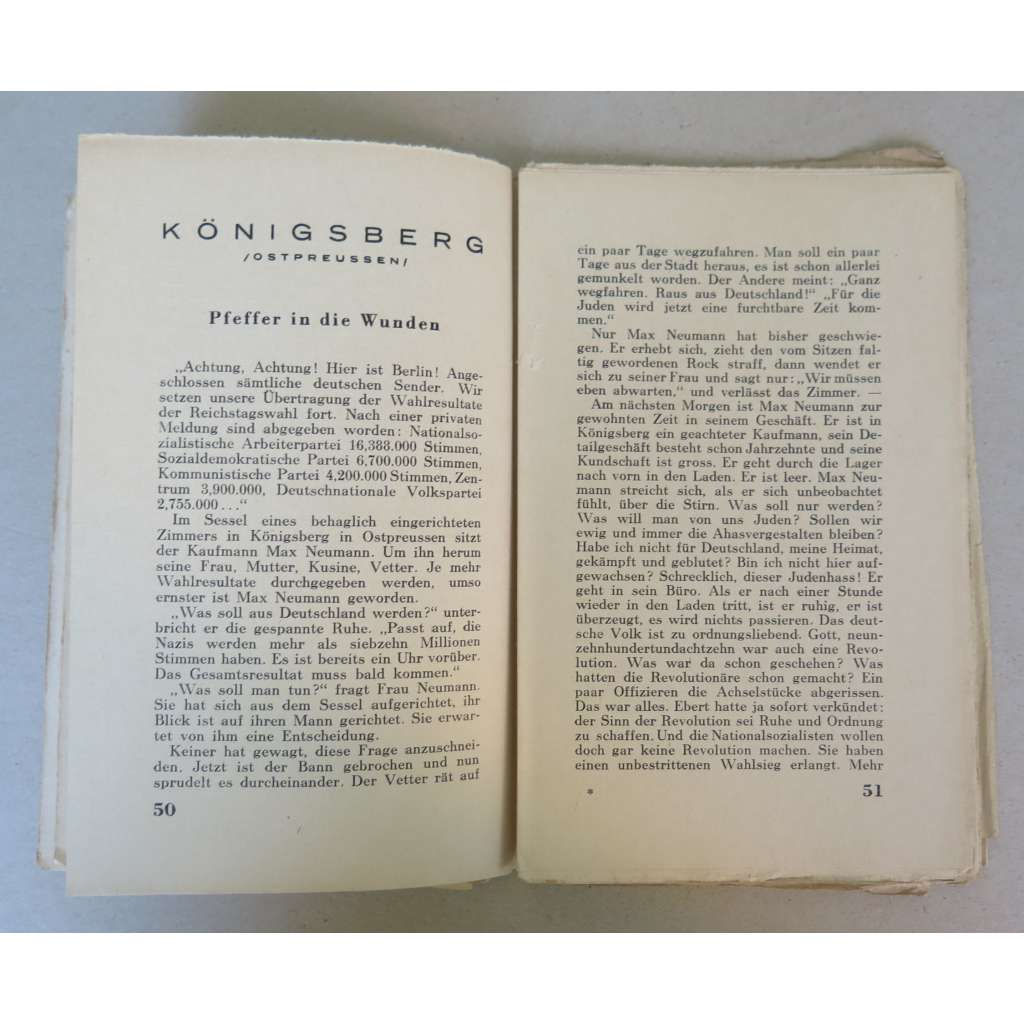 KÖNIGSBERG
/OSTPREUSSEN/
Pfeffer in die Wunden
„Achtung, Achtung! Hier ist Berlin! Ange-
schlossen sämtliche deutschen Sender. Wir
setzen unsere Übertragung der Wahlresultate
der Reichstagswahl fort. Nach einer privaten
Meldung sind abgegeben worden: Nationalso-
zialistische Arbeiterpartei 16,388.000 Stimmen,
Sozialdemokratische Partei 6,700.000 Stimmen,
Kommunistische Partei 4,200.000 Stimmen, Zen-
trum 3,900.000, Deutschnationale Volkspartei
2,755.000 ..."
Im Sessel eines behaglich eingerichteten
Zimmers in Königsberg in Ostpreussen sitzt
der Kaufmann Max Neumann. Um ihn herum
seine Frau, Mutter, Kusine, Vetter. Je mehr
Wahlresultate durchgegeben werden, umso
ernster ist Max Neumann geworden.
„Was soll aus Deutschland werden?" unter-
bricht er die gespannte Ruhe. „Passt auf, die
Nazis werden mehr als siebzehn Millionen
Stimmen haben. Es ist bereits ein Uhr vorüber.
Das Gesamtsresultat muss bald kommen."
„Was soll man tun?" fragt Frau Neumann.
Sie hat sich aus dem Sessel aufgerichtet, ihr
Blick ist auf ihren Mann gerichtet. Sie erwar-
tet von ihm eine Entscheidung.
Keiner hat gewagt, diese Frage anzuschnei-
den. Jetzt ist der Bann gebrochen und nun
sprudelt es durcheinander. Der Vetter rät auf
50
ein paar Tage wegzufahren. Man soll ein paar
Tage aus der Stadt heraus, es ist schon allerlei
gemunkelt worden. Der Andere meint: „Ganz
wegfahren. Raus aus Deutschland!" „Für die
Juden wird jetzt eine furchtbare Zeit kom-
men."
Nur Max Neumann hat bisher geschwie-
gen. Er erhebt sich, zieht den vom Sitzen fal-
tig gewordenen Rock straff, dann wendet er
sich zu seiner Frau und sagt nur: „Wir müssen
eben abwarten," und verlässt das Zimmer. —
Am nächsten Morgen ist Max Neumann zur
gewohnten Zeit in seinem Geschäft. Er ist in
Königsberg ein geachteter Kaufmann, sein De-
tailgeschäft besteht schon Jahrzehnte und seine
Kundschaft ist gross. Er geht durch die Lager
nach vorn in den Laden. Er ist leer. Max Neu-
mann streicht sich, als er sich unbeobachtet
fühlt, über die Stirn. Was soll nur werden?
Was will man von uns Juden? Sollen wir
ewig und immer die Ahasvergestalten bleiben?
Habe ich nicht für Deutschland, meine Heimat,
gekämpft und geblutet? Bin ich nicht hier auf-
gewachsen? Schrecklich, dieser Judenhass! Er
geht in sein Büro. Als er nach einer Stunde
wieder in den Laden tritt, ist er ruhig, er ist
überzeugt, es wird nichts passieren. Das deut-
sche Volk ist zu ordnungsliebend. Gott, neun-
zehnhundertundachtzehn war auch eine Revo-
lution. Was war da schon geschehen? Was
hatten die Revolutionäre schon gemacht? Ein
paar Offizieren die Achselstücke abgerissen.
Das war alles. Ebert hatte ja sofort verkündet:
der Sinn der Revolution sei Ruhe und Ordnung
zu schaffen. Und die Nationalsozialisten wollen
doch gar keine Revolution machen. Sie haben
einen unbestrittenen Wahlsieg erlangt. Mehr
*
51